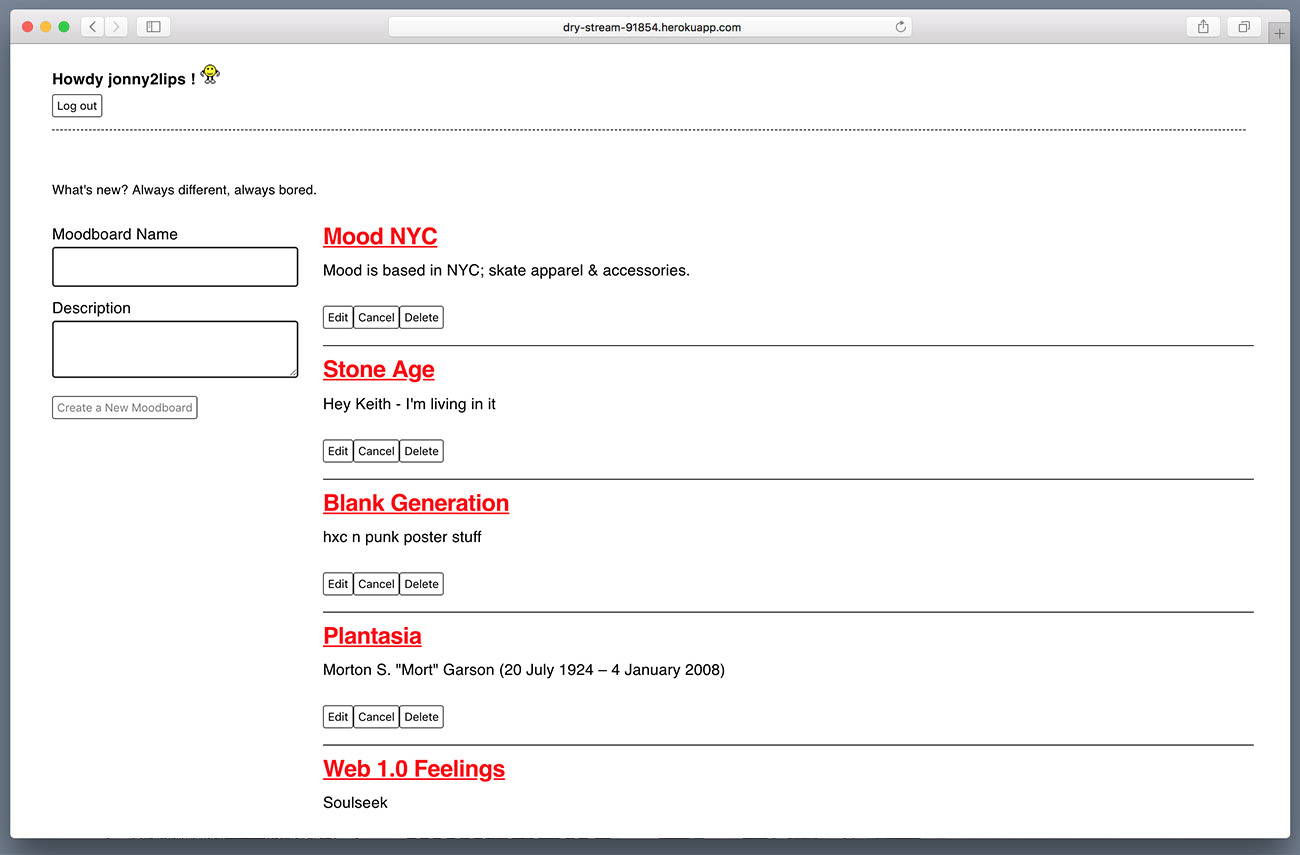 dry-stream-91854.herokuapp.com
Howdy jonny2lips !
Log out
What's new? Always different, always bored.
Moodboard Name
Description
Create a New Moodboard
Mood NYC
Mood is based in NYC; skate apparel & accessories.
Edit Cancel Delete
Stone Age
Hey Keith - I'm living in it
Edit Cancel Delete
Blank Generation
hxc n punk poster stuff
Edit Cancel Delete
Plantasia
Morton S. "Mort" Garson (20 July 1924 – 4 January 2008)
Edit Cancel Delete
Web 1.0 Feelings
Soulseek